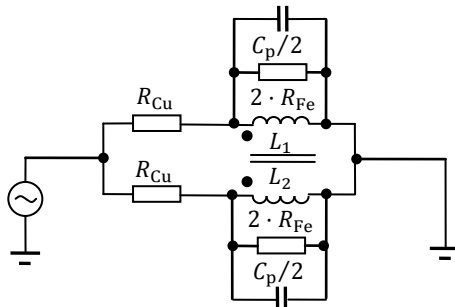 C_p/2
2 · R_Fe
R_Cu
L_1
R_Cu
L_2
2 · R_Fe
C_p/2